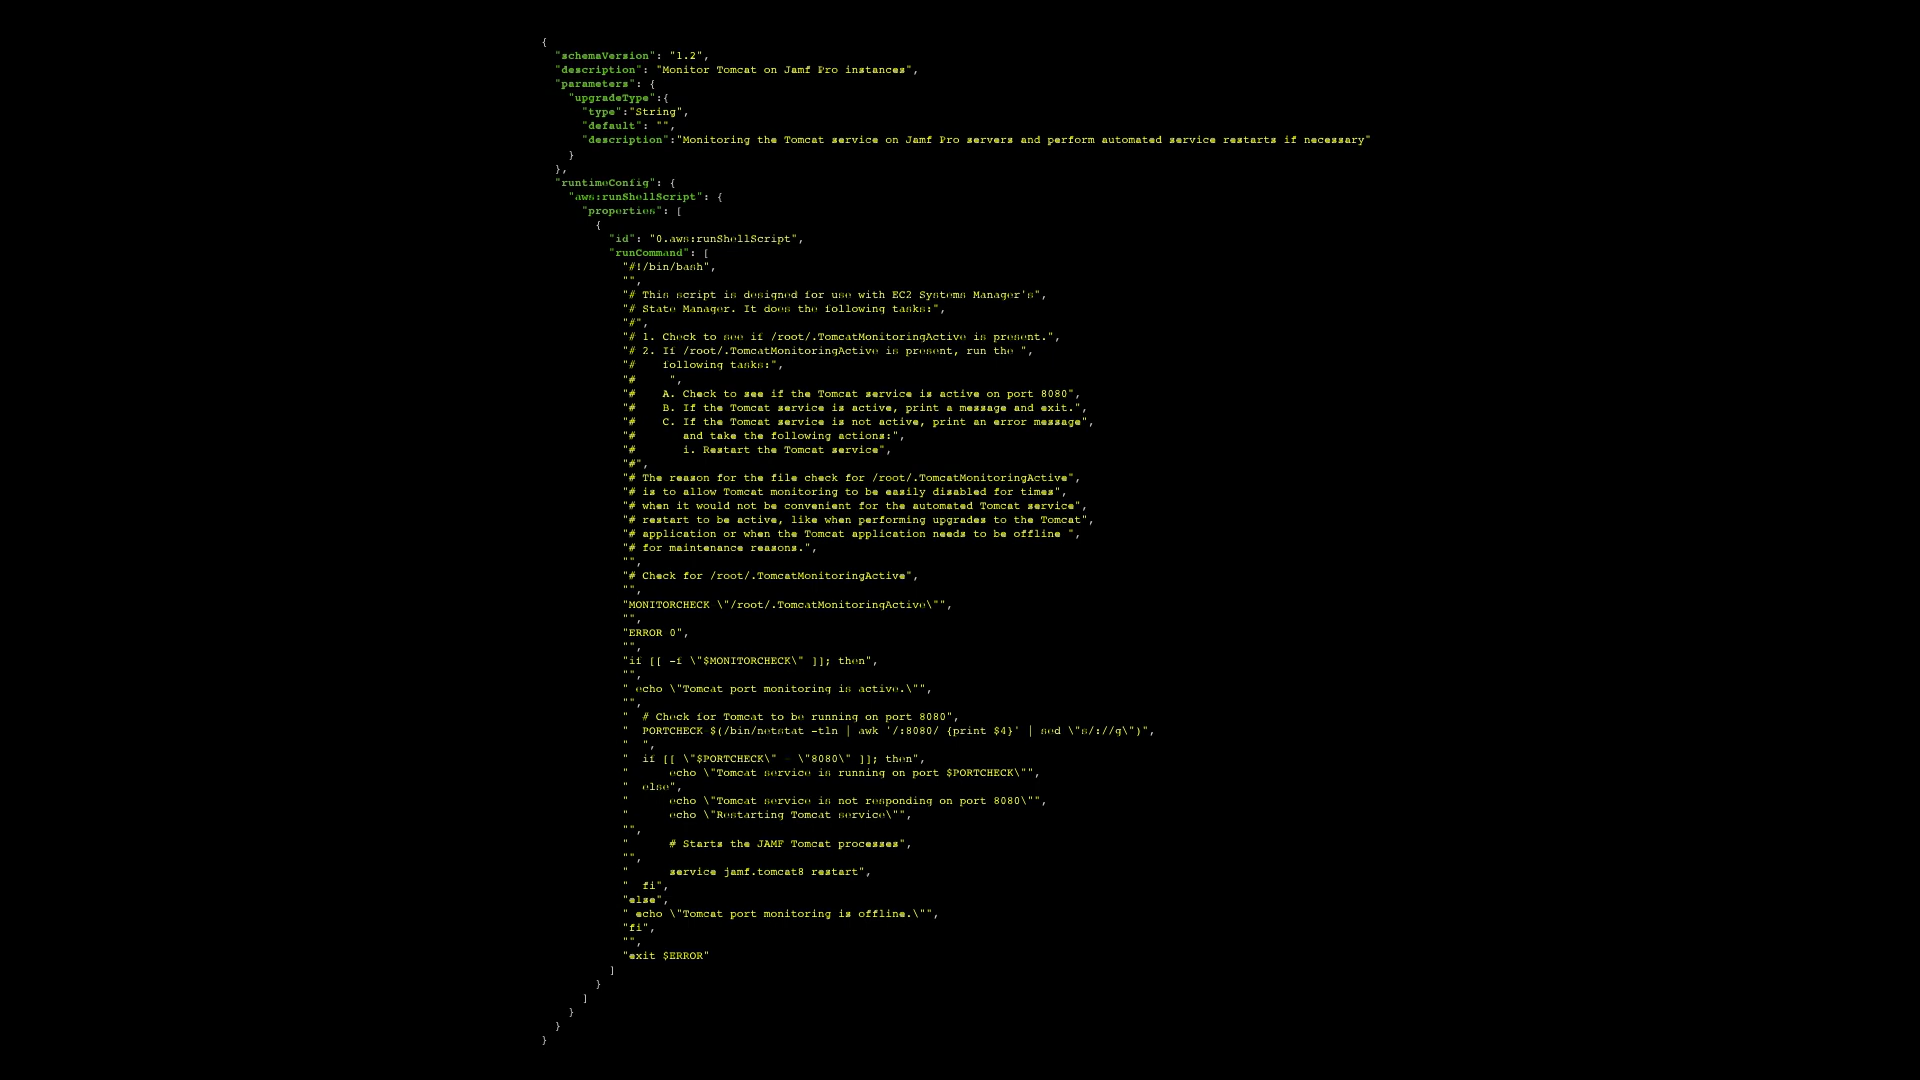 {
  "schemaVersion": "1.2",
  "description": "Monitor Tomcat on Jamf Pro instances",
  "parameters": {
    "upgradeType":{
      "type":"String",
      "default": "",
      "description":"Monitoring the Tomcat service on Jamf Pro servers and perform automated service restarts if necessary"
    }
  },
  "runtimeConfig": {
    "aws:runShellScript": {
      "properties": [
        {
          "id": "0.aws:runShellScript",
          "runCommand": [
            "#!/bin/bash",
            "",
            "# This script is designed for use with EC2 Systems Manager's",
            "# State Manager. It does the following tasks:",
            "#",
            "# 1. Check to see if /root/.TomcatMonitoringActive is present.",
            "# 2. If /root/.TomcatMonitoringActive is present, run the ",
            "#    following tasks:",
            "#     ",
            "#    A. Check to see if the Tomcat service is active on port 8080",
            "#    B. If the Tomcat service is active, print a message and exit.",
            "#    C. If the Tomcat service is not active, print an error message",
            "#       and take the following actions:",
            "#       i. Restart the Tomcat service",
            "#",
            "# The reason for the file check for /root/.TomcatMonitoringActive",
            "# is to allow Tomcat monitoring to be easily disabled for times",
            "# when it would not be convenient for the automated Tomcat service",
            "# restart to be active, like when performing upgrades to the Tomcat",
            "# application or when the Tomcat application needs to be offline ",
            "# for maintenance reasons.",
            "",
            "# Check for /root/.TomcatMonitoringActive",
            "",
            "MONITORCHECK \"/root/.TomcatMonitoringActive\"",
            "",
            "ERROR 0",
            "",
            "if [[ -f \"$MONITORCHECK\" ]]; then",
            "",
            " echo \"Tomcat port monitoring is active.\"",
            "",
            "  # Check for Tomcat to be running on port 8080",
            "  PORTCHECK $(/bin/netstat -tln | awk '/:8080/ {print $4}' | sed \"s/://g\")",
            "  ",
            "  if [[ \"$PORTCHECK\"   \"8080\" ]]; then",
            "      echo \"Tomcat service is running on port $PORTCHECK\"",
            "  else",
            "      echo \"Tomcat service is not responding on port 8080\"",
            "      echo \"Restarting Tomcat service\"",
            "",
            "      # Starts the JAMF Tomcat processes",
            "",
            "      service jamf.tomcat8 restart",
            "  fi",
            "else",
            " echo \"Tomcat port monitoring is offline.\"",
            "fi",
            "",
            "exit $ERROR"
          ]
        }
      ]
    }
  }
}